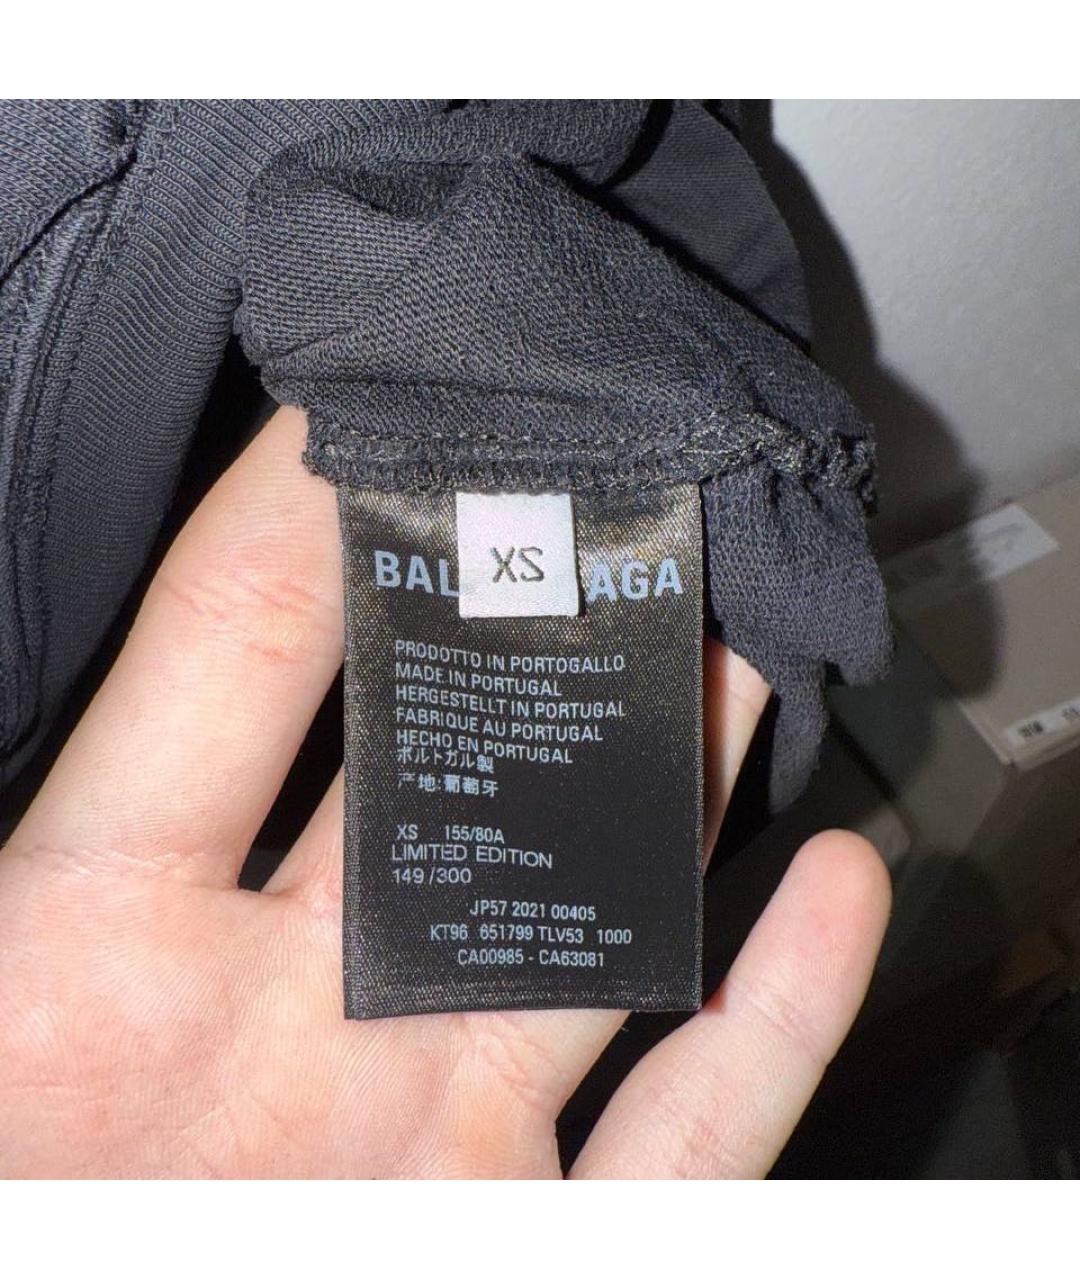 BAL AGA
XS
PRODOTTO IN PORTOGALLO
MADE IN PORTUGAL
HERGESTELLT IN PORTUGAL
FABRIQUE AU PORTUGAL
HECHO EN PORTUGAL
ポルトガル製
产地:葡萄牙
XS 155/80A
LIMITED EDITION
149/300
JP57 2021 00405
KT96 651799 TLV53 1000
CA00985 - CA63081